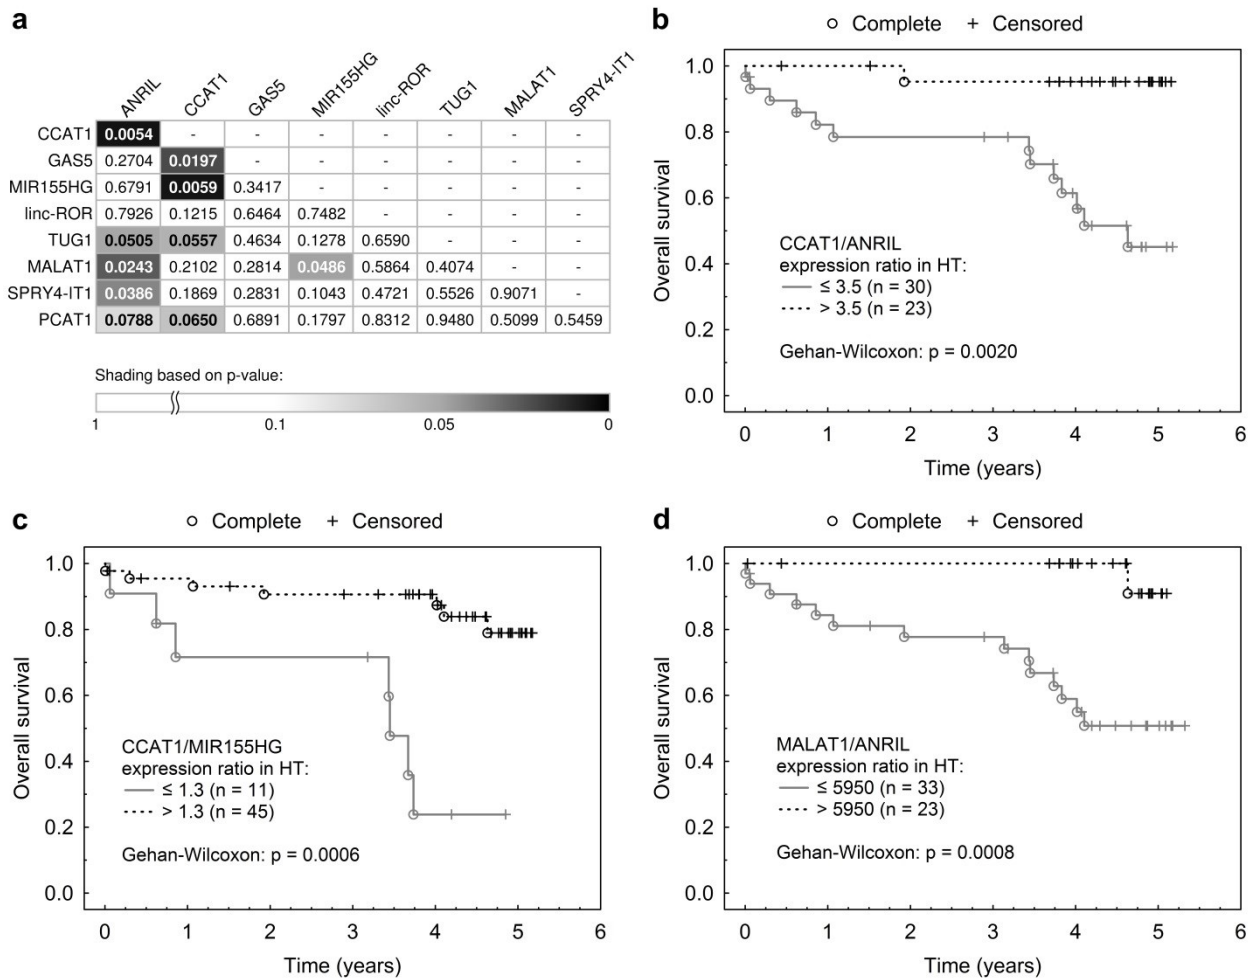 a
ANRIL CCAT1 GAS5 MIR155HG linc-ROR TUG1 MALAT1 SPRY4-IT1
CCAT1 0.0054 - - - - - - -
GAS5 0.2704 0.0197 - - - - - -
MIR155HG 0.6791 0.0059 0.3417 - - - - -
linc-ROR 0.7926 0.1215 0.6464 0.7482 - - - -
TUG1 0.0505 0.0557 0.4634 0.1278 0.6590 - - -
MALAT1 0.0243 0.2102 0.2814 0.0486 0.5864 0.4074 - -
SPRY4-IT1 0.0386 0.1869 0.2831 0.1043 0.4721 0.5526 0.9071 -
PCAT1 0.0788 0.0650 0.6891 0.1797 0.8312 0.9480 0.5099 0.5459
Shading based on p-value:
1 0.1 0.05 0
b
Complete + Censored
Overall survival
1.0
0.8
0.6
0.4
0.2
0.0
CCAT1/ANRIL
expression ratio in HT:
≤ 3.5 (n = 30)
> 3.5 (n = 23)
Gehan-Wilcoxon: p = 0.0020
0 1 2 3 4 5 6
Time (years)
c
Complete + Censored
Overall survival
1.0
0.8
0.6
0.4
0.2
0.0
CCAT1/MIR155HG
expression ratio in HT:
≤ 1.3 (n = 11)
> 1.3 (n = 45)
Gehan-Wilcoxon: p = 0.0006
0 1 2 3 4 5 6
Time (years)
d
Complete + Censored
Overall survival
1.0
0.8
0.6
0.4
0.2
0.0
MALAT1/ANRIL
expression ratio in HT:
≤ 5950 (n = 33)
> 5950 (n = 23)
Gehan-Wilcoxon: p = 0.0008
0 1 2 3 4 5 6
Time (years)